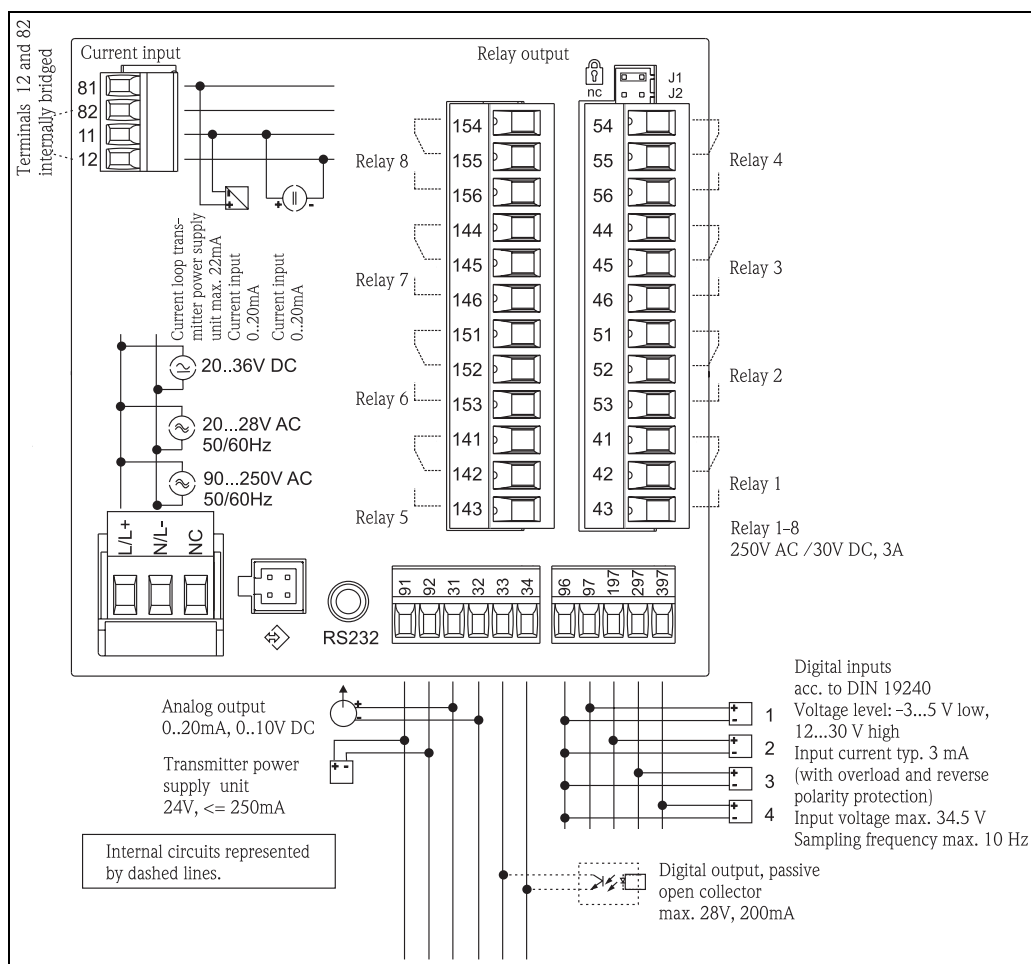 Terminals 12 and 82
internally bridged
Current input
81
82
11
12
+
-
+
-
Current loop trans-
mitter power supply
unit max. 22mA
Current input
0..20mA
Current input
0..20mA
Relay output
nc
J1
J2
154
155
156
144
145
146
151
152
153
141
142
143
Relay 8
Relay 7
Relay 6
Relay 5
54
55
56
44
45
46
51
52
53
41
42
43
Relay 4
Relay 3
Relay 2
Relay 1
Relay 1-8
250V AC /30V DC, 3A
20..36V DC
20...28V AC
50/60Hz
90...250V AC
50/60Hz
L/L+
N/L-
NC
RS232
91
92
31
32
33
34
96
97
197
297
397
Analog output
0..20mA, 0..10V DC
+
-
Transmitter power
supply unit
24V, <= 250mA
+ -
Internal circuits represented
by dashed lines.
+
-
1
+
-
2
+
-
3
+
-
4
Digital inputs
acc. to DIN 19240
Voltage level: –3...5 V low,
12...30 V high
Input current typ. 3 mA
(with overload and reverse
polarity protection)
Input voltage max. 34.5 V
Sampling frequency max. 10 Hz
Digital output, passive
open collector
max. 28V, 200mA